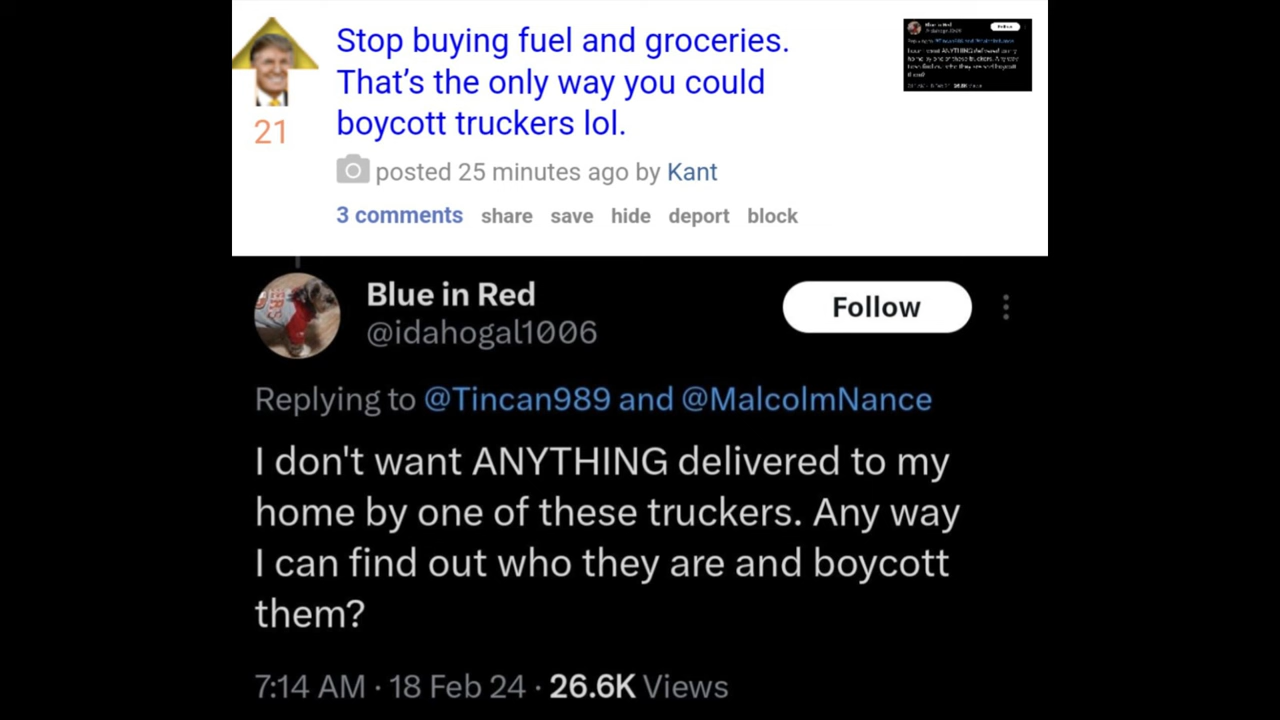 Stop buying fuel and groceries.
That’s the only way you could
boycott truckers lol.
21
posted 25 minutes ago by Kant
3 comments share save hide deport block
Blue in Red
@idahogal1006
Follow
Replying to @Tincan989 and @MalcolmNance
I don't want ANYTHING delivered to my
home by one of these truckers. Any way
I can find out who they are and boycott
them?
7:14 AM · 18 Feb 24 · 26.6K Views